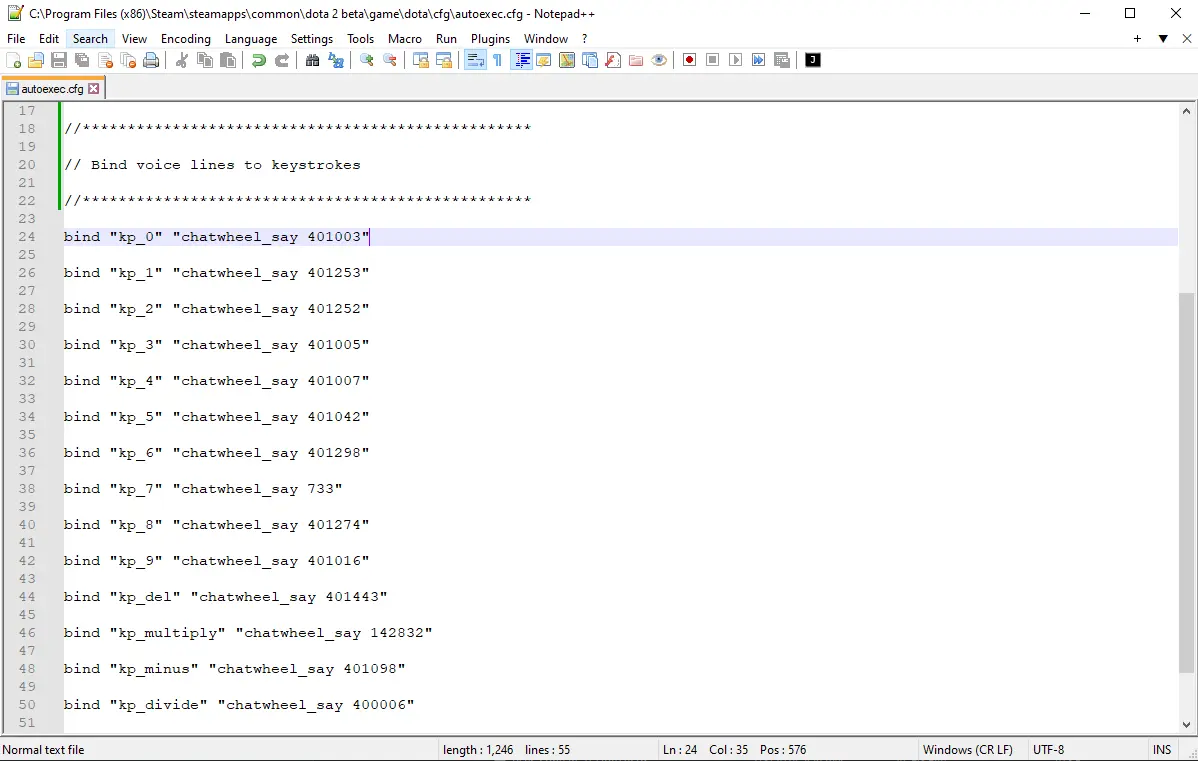 C:\Program Files (x86)\Steam\steamapps\common\dota 2 beta\game\dota\cfg\autoexec.cfg - Notepad++
File Edit Search View Encoding Language Settings Tools Macro Run Plugins Window ?
autoexec.cfg
17
18 //**************************************************
19
20 // Bind voice lines to keystrokes
21
22 //**************************************************
23
24 bind "kp_0" "chatwheel_say 401003"
25
26 bind "kp_1" "chatwheel_say 401253"
27
28 bind "kp_2" "chatwheel_say 401252"
29
30 bind "kp_3" "chatwheel_say 401005"
31
32 bind "kp_4" "chatwheel_say 401007"
33
34 bind "kp_5" "chatwheel_say 401042"
35
36 bind "kp_6" "chatwheel_say 401298"
37
38 bind "kp_7" "chatwheel_say 733"
39
40 bind "kp_8" "chatwheel_say 401274"
41
42 bind "kp_9" "chatwheel_say 401016"
43
44 bind "kp_del" "chatwheel_say 401443"
45
46 bind "kp_multiply" "chatwheel_say 142832"
47
48 bind "kp_minus" "chatwheel_say 401098"
49
50 bind "kp_divide" "chatwheel_say 400006"
51
Normal text file length : 1,246 lines : 55 Ln : 24 Col : 35 Pos : 576 Windows (CR LF) UTF-8 INS